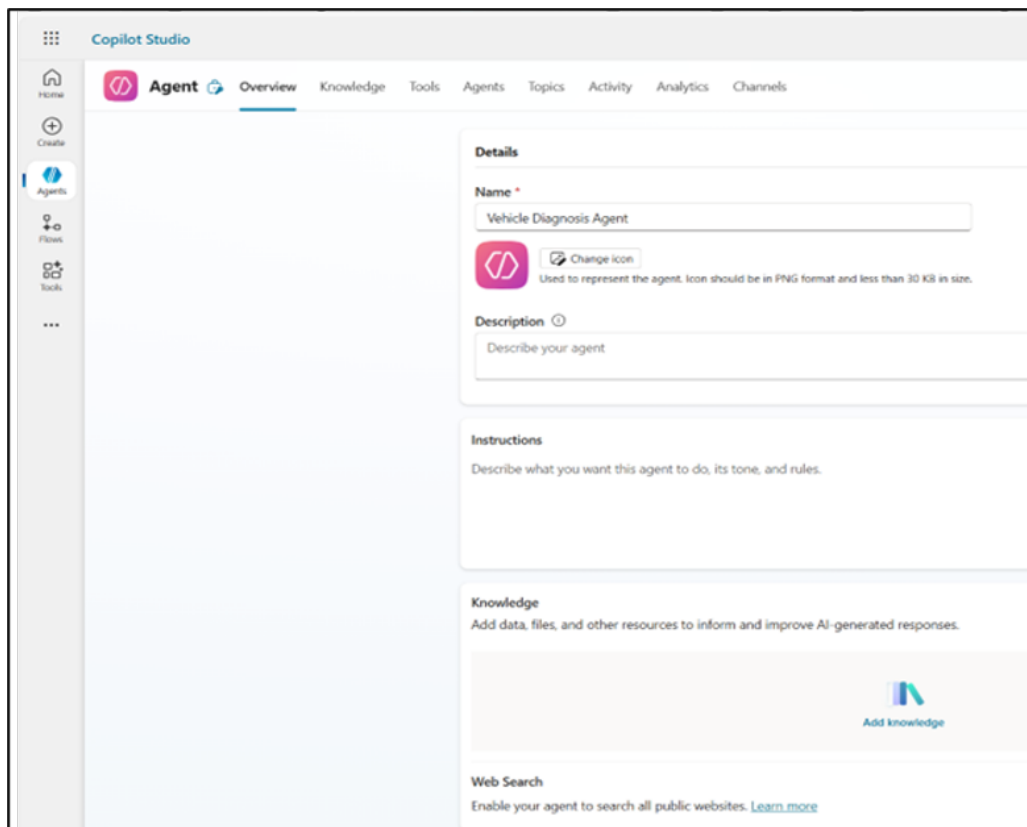 Copilot Studio
Home
Create
Agents
Flows
Tools
Agent Overview Knowledge Tools Agents Topics Activity Analytics Channels
Details
Name *
Vehicle Diagnosis Agent
Change icon
Used to represent the agent. Icon should be in PNG format and less than 30 KB in size.
Description
Describe your agent
Instructions
Describe what you want this agent to do, its tone, and rules.
Knowledge
Add data, files, and other resources to inform and improve AI-generated responses.
Add knowledge
Web Search
Enable your agent to search all public websites. Learn more